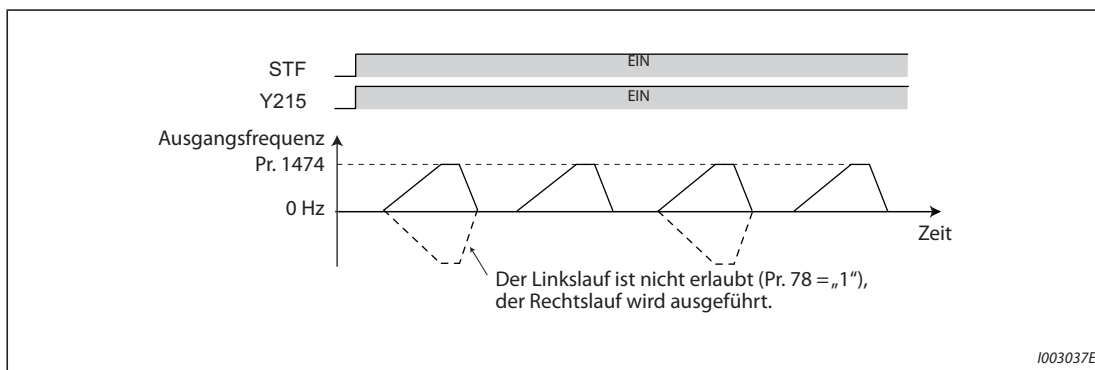 STF
EIN
Y215
EIN
Ausgangsfrequenz
Pr. 1474
0 Hz
Zeit
Der Linkslauf ist nicht erlaubt (Pr. 78 =„1“),
der Rechtslauf wird ausgeführt.
I003037E